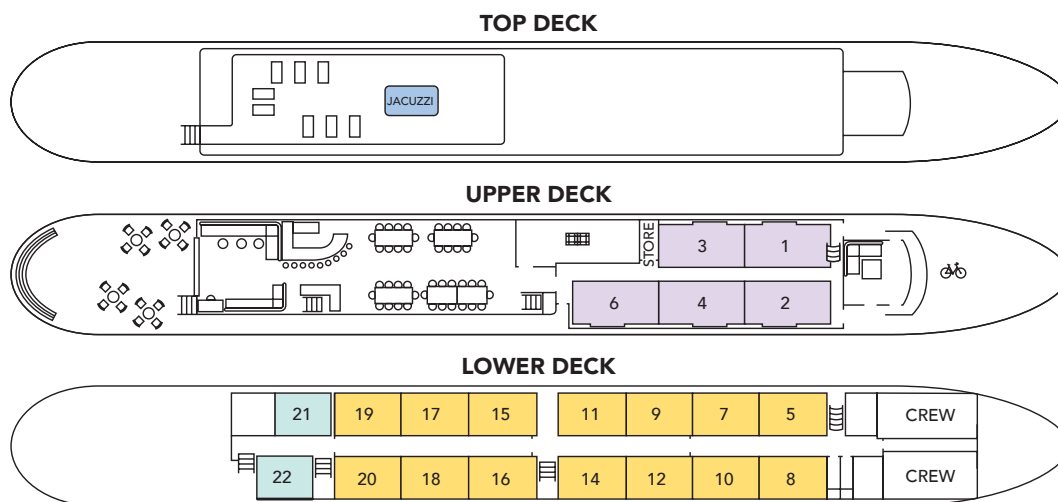 TOP DECK
JACUZZI
UPPER DECK
STORE
3 1
6 4 2
LOWER DECK
21 19 17 15 11 9 7 5 CREW
22 20 18 16 14 12 10 8 CREW